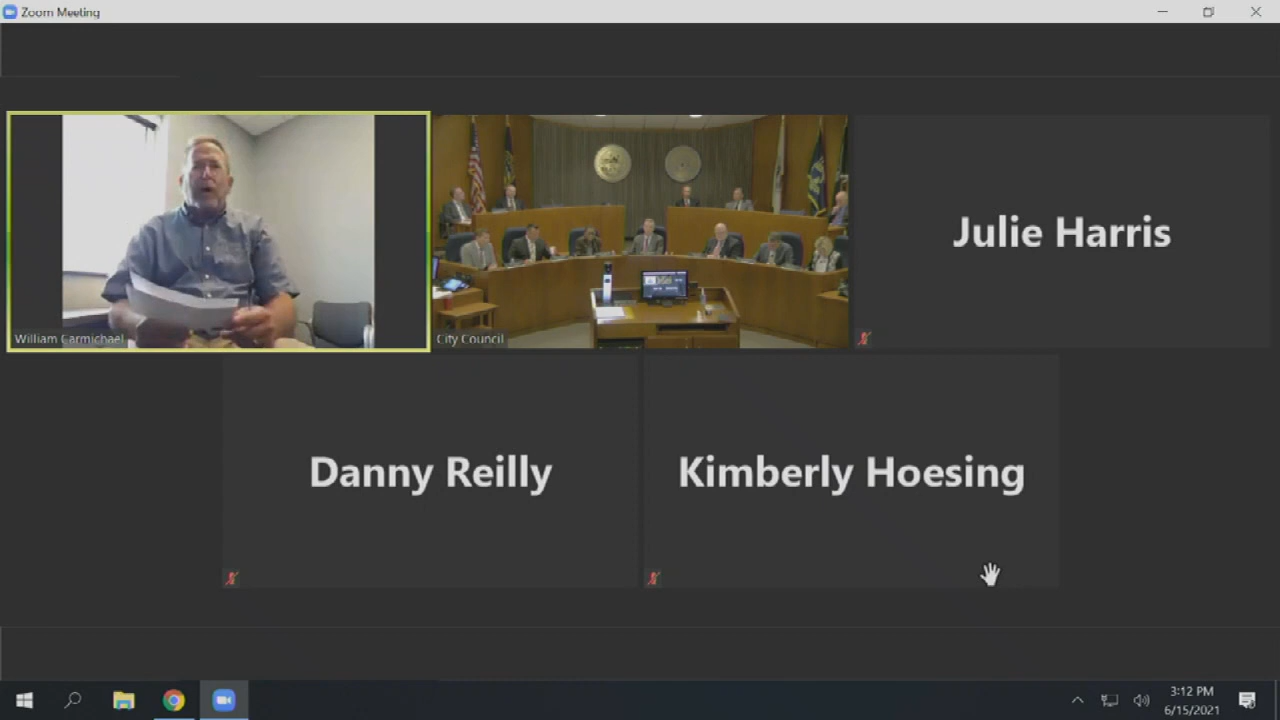 Zoom Meeting
William Carmichael
City Council
Julie Harris
Danny Reilly
Kimberly Hoesing
3:12 PM
6/15/2021